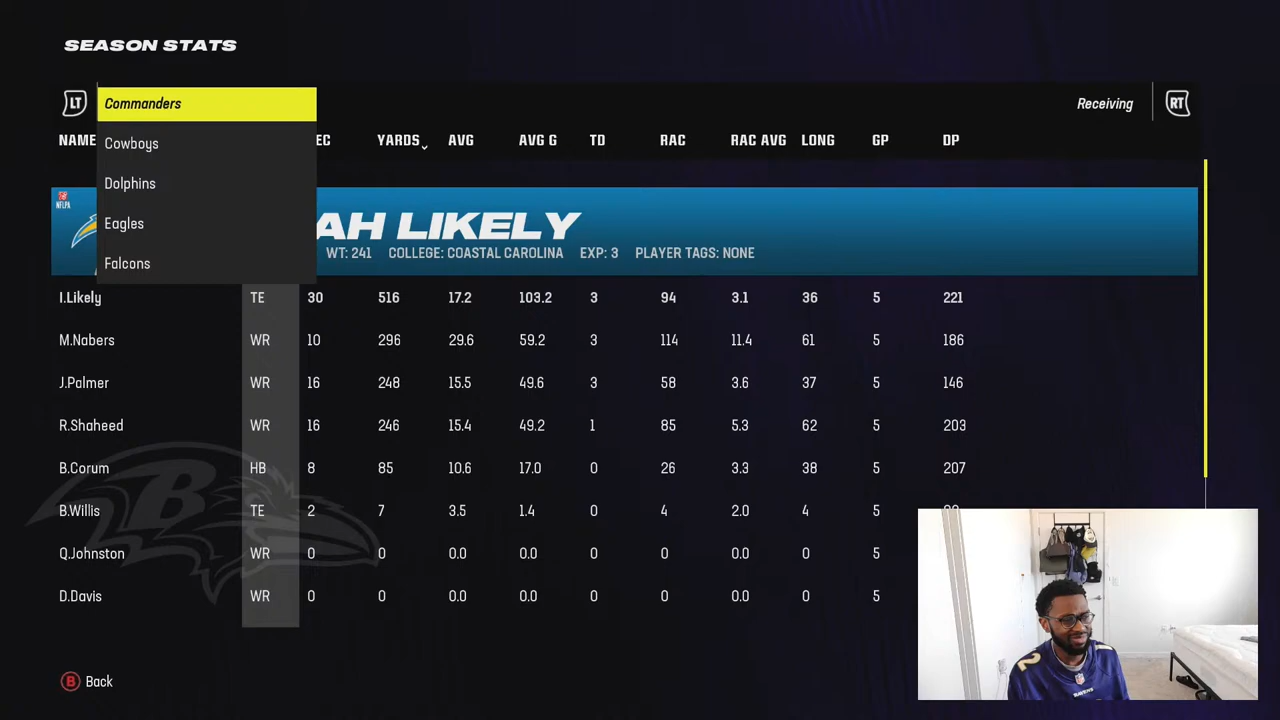 SEASON STATS
LT Commanders Receiving RT
NAME EC YARDS AVG AVG G TD RAC RAC AVG LONG GP DP
Cowboys
Dolphins
NFLPA
Eagles AH LIKELY
WT: 241 COLLEGE: COASTAL CAROLINA EXP: 3 PLAYER TAGS: NONE
Falcons
I.Likely TE 30 516 17.2 103.2 3 94 3.1 36 5 221
M.Nabers WR 10 296 29.6 59.2 3 114 11.4 61 5 186
J.Palmer WR 16 248 15.5 49.6 3 58 3.6 37 5 146
R.Shaheed WR 16 246 15.4 49.2 1 85 5.3 62 5 203
B.Corum HB 8 85 10.6 17.0 0 26 3.3 38 5 207
B.Willis TE 2 7 3.5 1.4 0 4 2.0 4 5
Q.Johnston WR 0 0 0.0 0.0 0 0 0.0 0 5
D.Davis WR 0 0 0.0 0.0 0 0 0.0 0 5
B Back
B
2
RAVENS